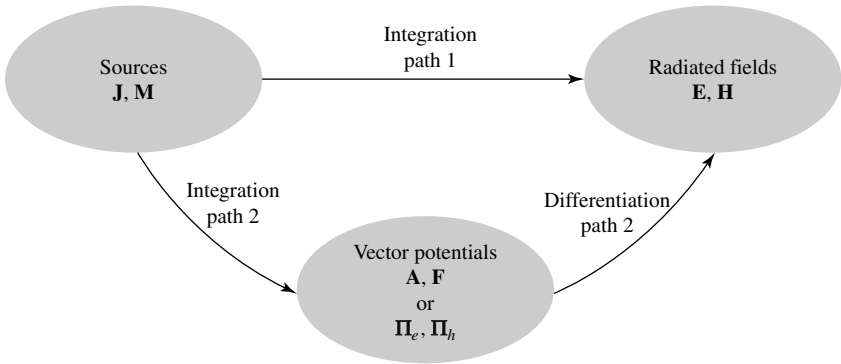 Sources
J, M
Integration
path 1
Radiated fields
E, H
Integration
path 2
Differentiation
path 2
Vector potentials
A, F
or
Πₑ, Πₕ